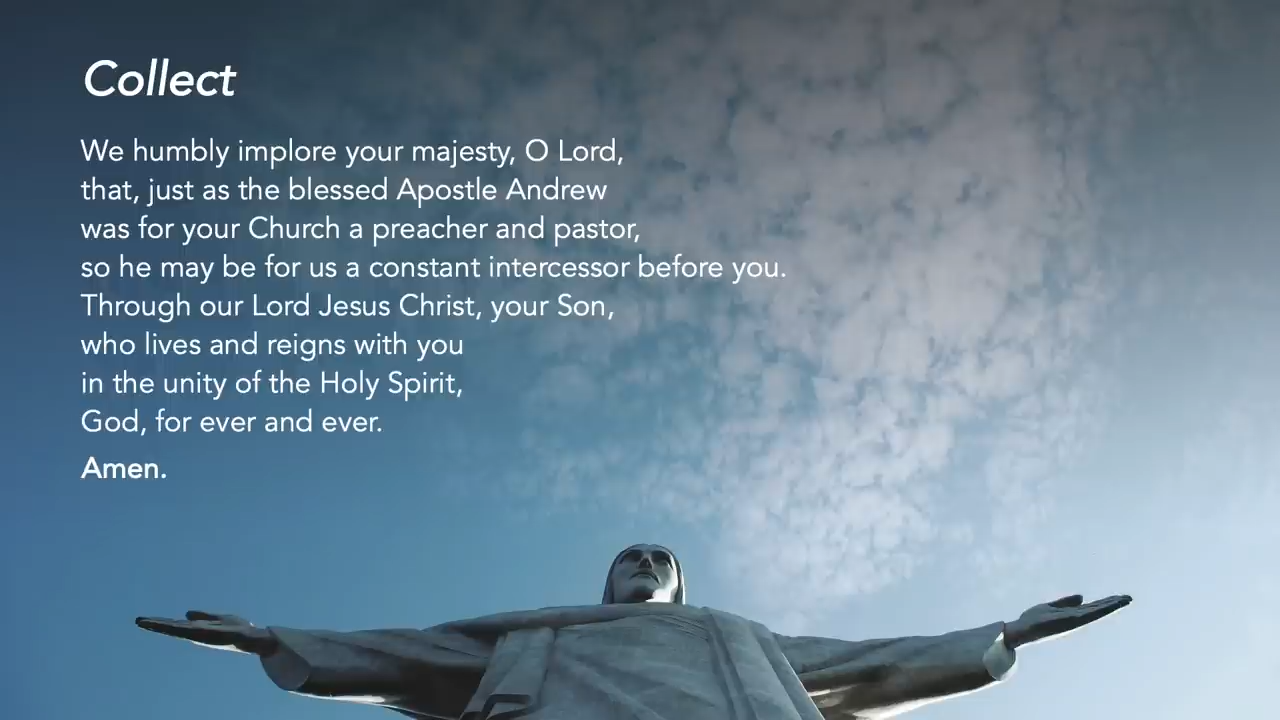 Collect
We humbly implore your majesty, O Lord,
that, just as the blessed Apostle Andrew
was for your Church a preacher and pastor,
so he may be for us a constant intercessor before you.
Through our Lord Jesus Christ, your Son,
who lives and reigns with you
in the unity of the Holy Spirit,
God, for ever and ever.
Amen.